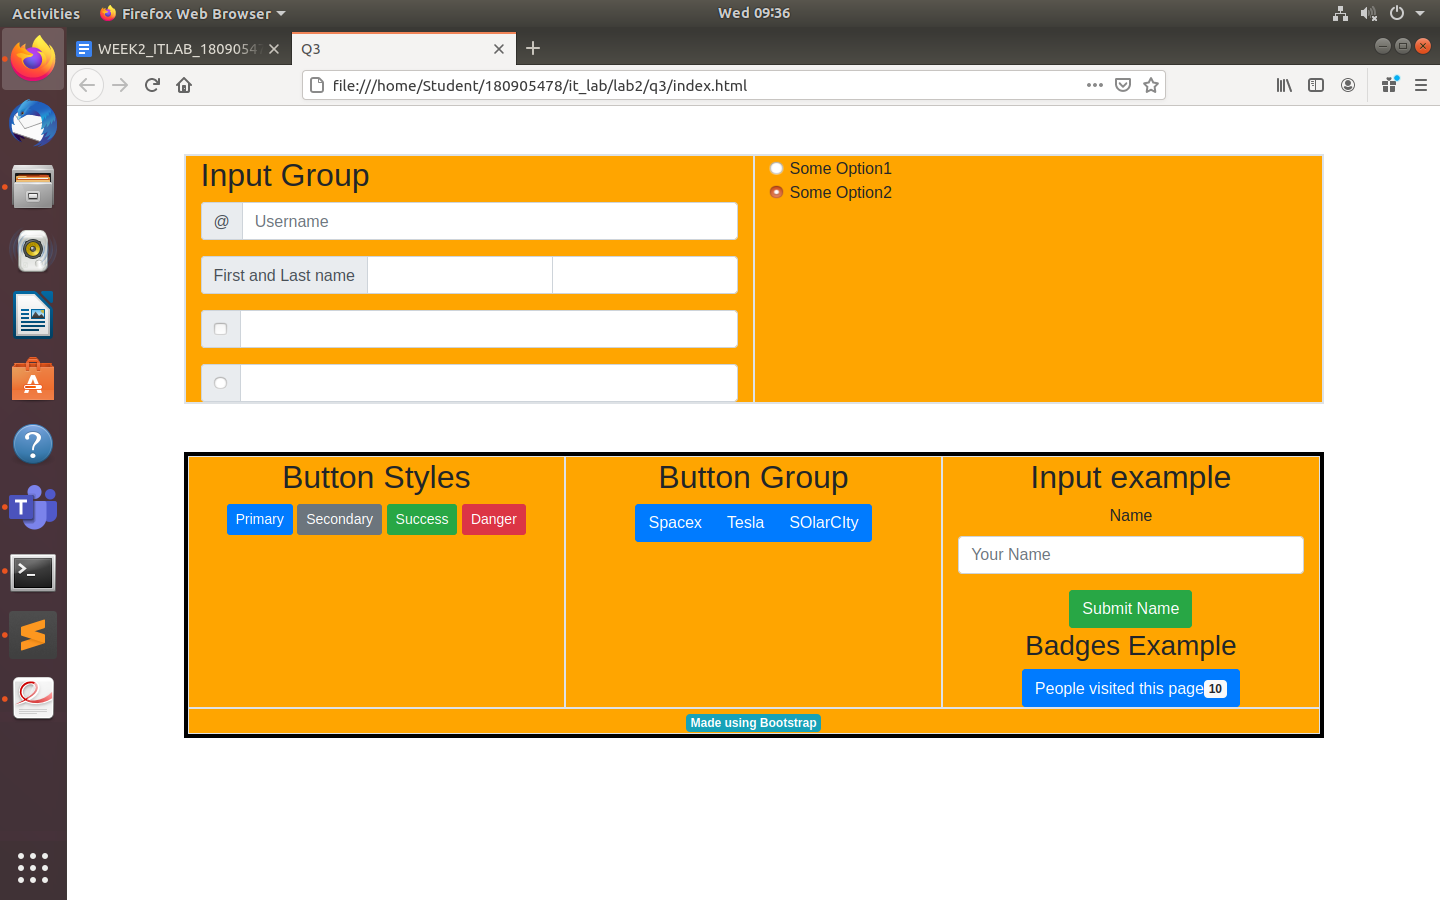 Activities Firefox Web Browser Wed 09:36
WEEK2_ITLAB_18090547 Q3
file:///home/Student/180905478/it_lab/lab2/q3/index.html
Input Group
@ Username
First and Last name
Some Option1
Some Option2
Button Styles
Primary Secondary Success Danger
Button Group
Spacex Tesla SOlarCIty
Input example
Name
Your Name
Submit Name
Badges Example
People visited this page 10
Made using Bootstrap